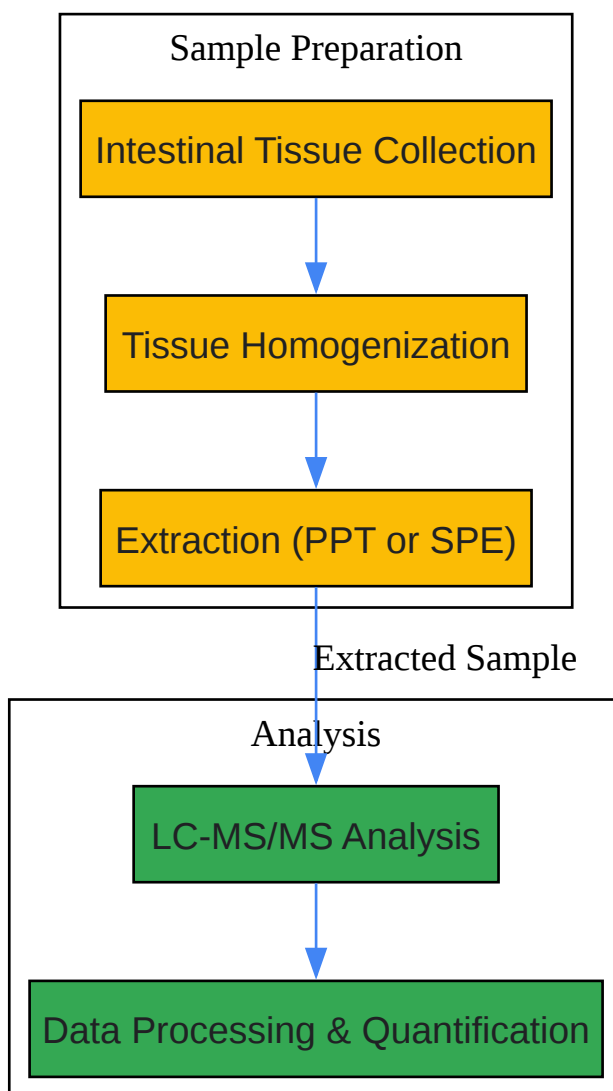 Sample Preparation
Intestinal Tissue Collection
Tissue Homogenization
Extraction (PPT or SPE)
Extracted Sample
Analysis
LC-MS/MS Analysis
Data Processing & Quantification